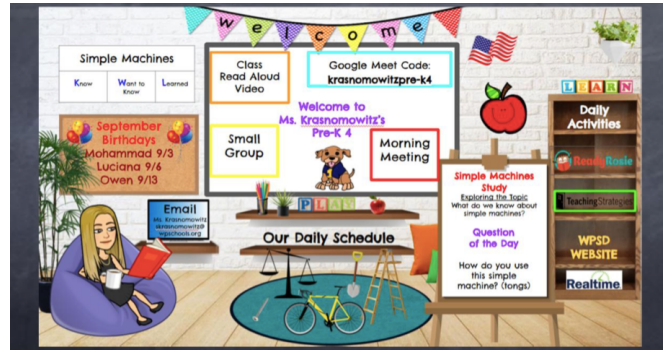 welcome
Simple Machines
Know
Want to
Know
Learned
Class
Read Aloud
Video
Google Meet Code:
krasnomowitzpre-k4
LEARN
Daily
Activities
September
Birthdays
Mohammad 9/3
Luciana 9/6
Owen 9/13
Welcome to
Ms. Krasnomowitz's
Pre-K 4
Small
Group
Morning
Meeting
ReadyRosie
Simple Machines
Study
Exploring the Topic
What do we know about
simple machines?
TeachingStrategies
Email
Ms. Krasnomowitz
skrasnomowitz@
wpschools.org
PLAY
Question
of the Day
Our Daily Schedule
WPSD
WEBSITE
How do you use
this simple
machine? (tongs)
Realtime